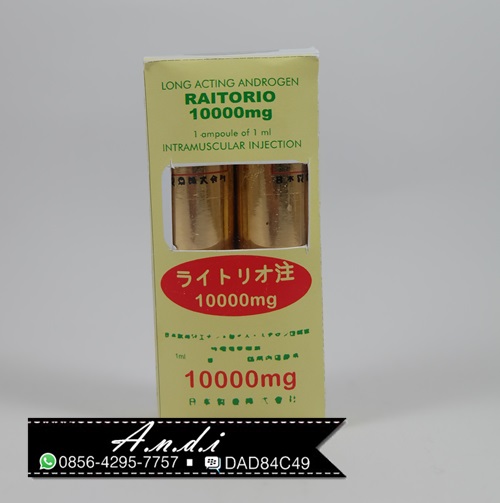 LONG ACTING ANDROGEN
RAITORIO
10000mg
1 ampoule of 1 ml
INTRAMUSCULAR INJECTION
ライトリオ注
10000mg
1ml
10000mg
A.n.d.i
0856-4295-7757 DAD84C49